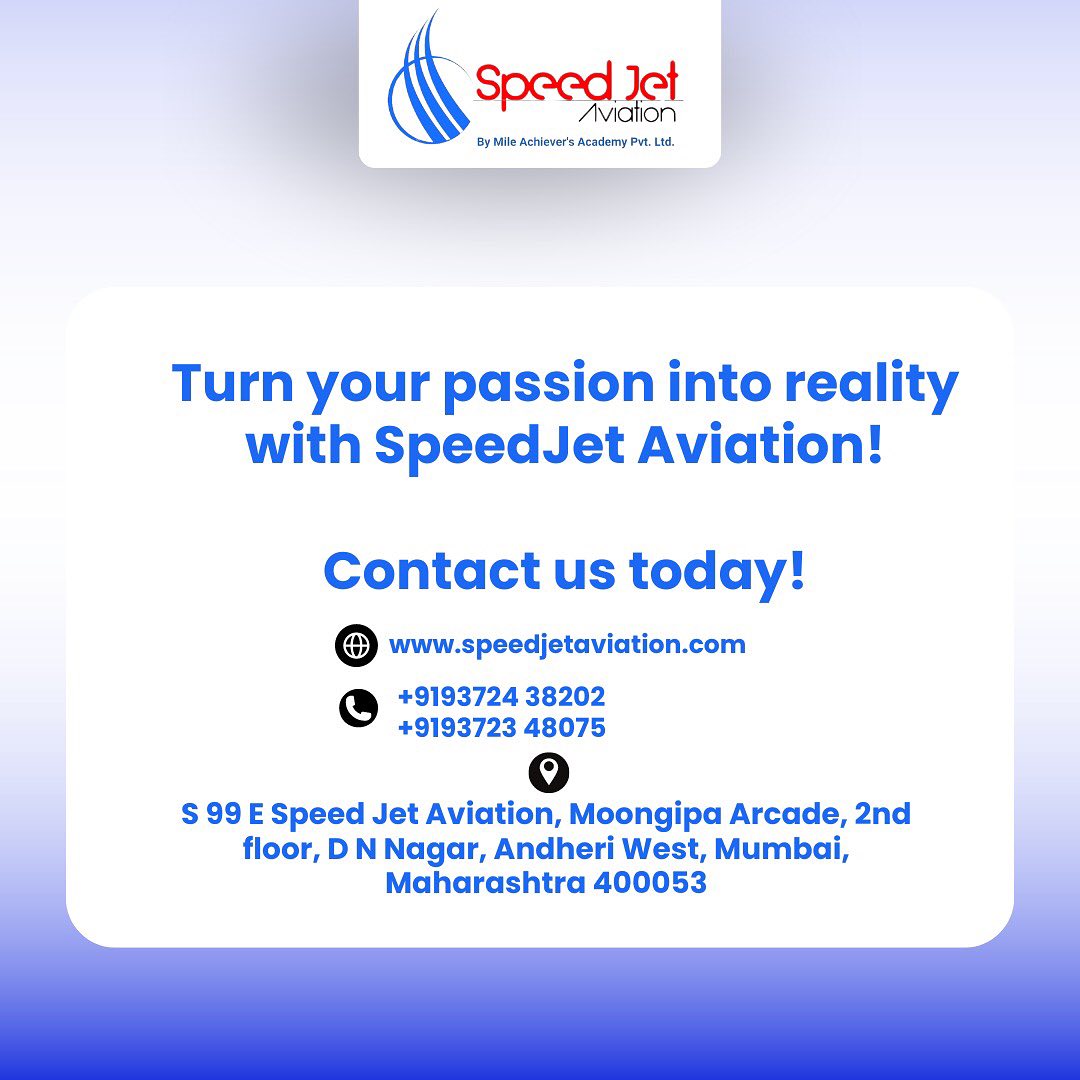 Speed Jet
Aviation
By Mile Achiever's Academy Pvt. Ltd.
Turn your passion into reality
with SpeedJet Aviation!
Contact us today!
www.speedjetaviation.com
+9193724 38202
+9193723 48075
S 99 E Speed Jet Aviation, Moongipa Arcade, 2nd
floor, D N Nagar, Andheri West, Mumbai,
Maharashtra 400053